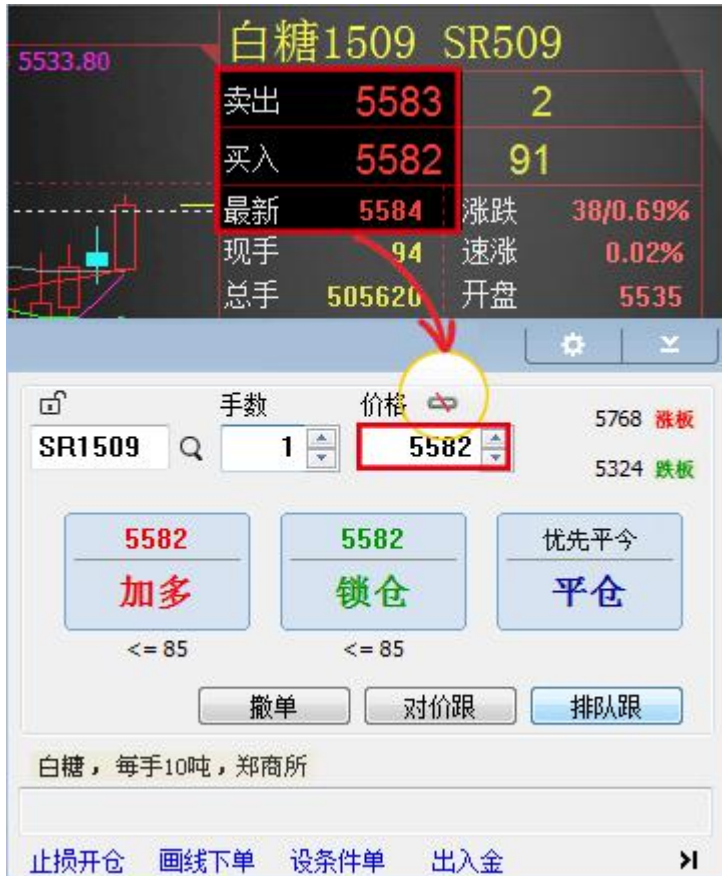 5533.80
白糖1509 SR509
卖出 5583 2
买入 5582 91
最新 5584 涨跌 38/0.69%
现手 94 速涨 0.02%
总手 505620 开盘 5535
手数 价格
5768 涨板
SR1509 1 5582
5324 跌板
5582 5582 优先平今
加多 锁仓 平仓
<= 85 <= 85
撤单 对价跟 排队跟
白糖，每手10吨，郑商所
止损开仓 画线下单 设条件单 出入金